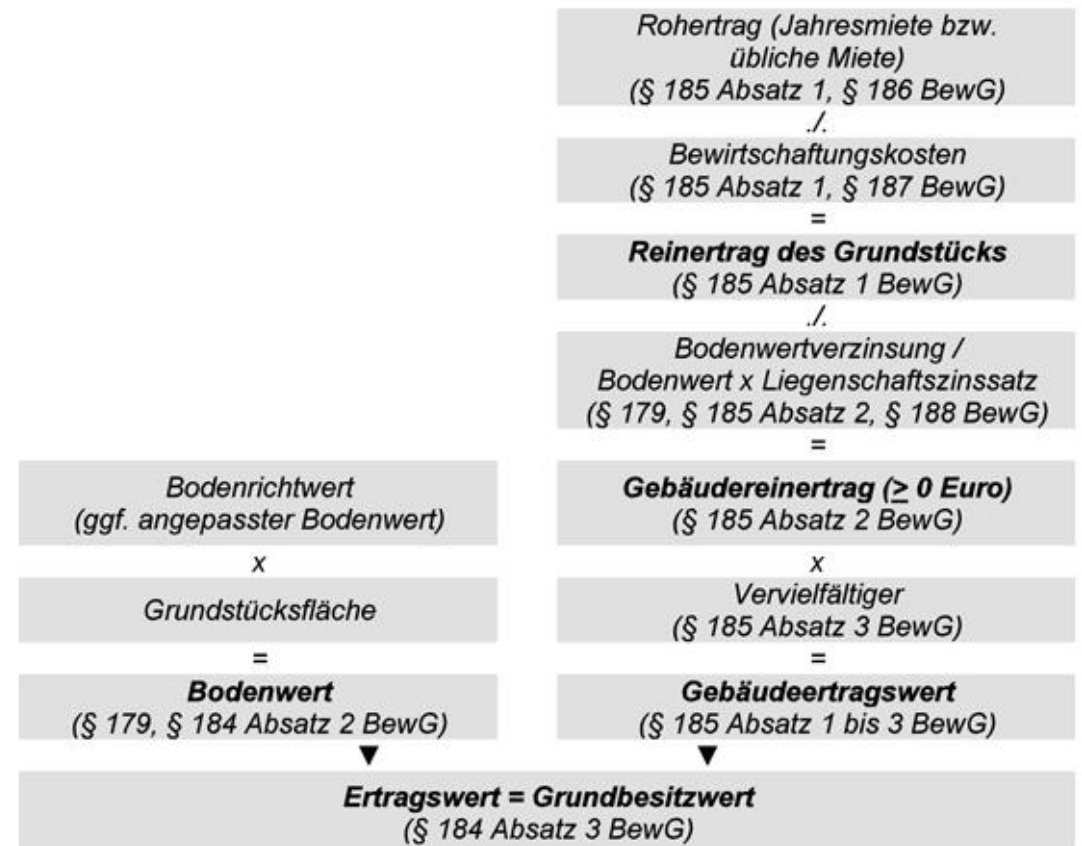 Rohertrag (Jahresmiete bzw.
übliche Miete)
(§ 185 Absatz 1, § 186 BewG)
./.
Bewirtschaftungskosten
(§ 185 Absatz 1, § 187 BewG)
=
Reinertrag des Grundstücks
(§ 185 Absatz 1 BewG)
./.
Bodenwertverzinsung /
Bodenwert x Liegenschaftszinssatz
(§ 179, § 185 Absatz 2, § 188 BewG)
=
Gebäudereinertrag (≥ 0 Euro)
(§ 185 Absatz 2 BewG)
x
Vervielfältiger
(§ 185 Absatz 3 BewG)
=
Gebäudeertragswert
(§ 185 Absatz 1 bis 3 BewG)
Bodenrichtwert
(ggf. angepasster Bodenwert)
x
Grundstücksfläche
=
Bodenwert
(§ 179, § 184 Absatz 2 BewG)
Ertragswert = Grundbesitzwert
(§ 184 Absatz 3 BewG)